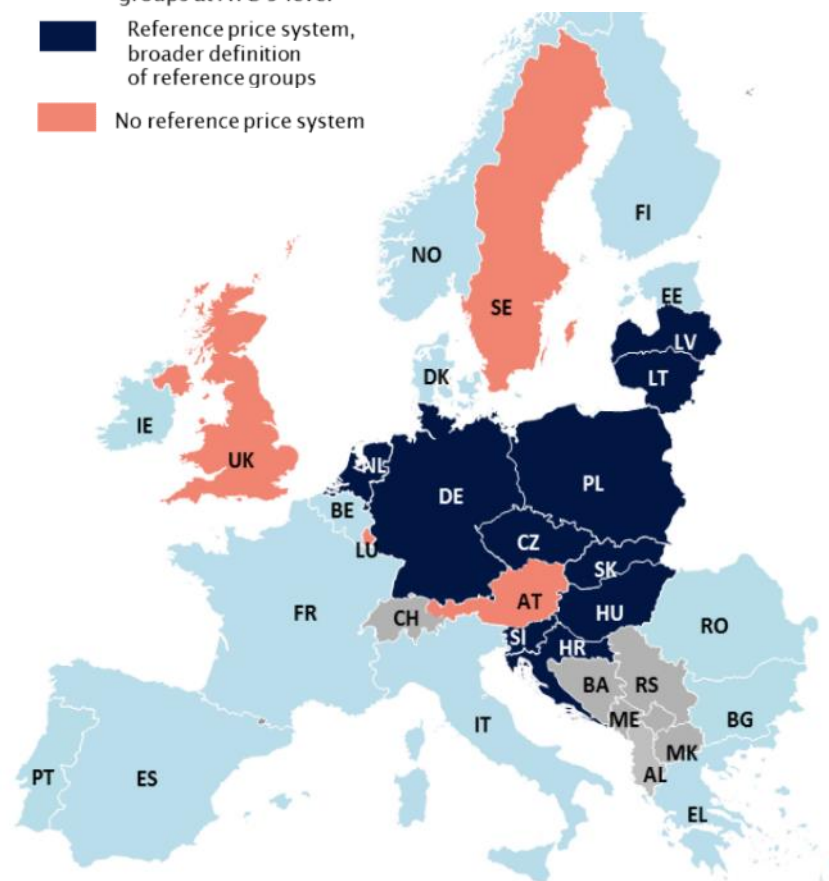 Reference price system,
broader definition
of reference groups
No reference price system
FI
NO
SE
EE
LV
LT
DK
IE
UK
NL
DE
PL
BE
LU
CZ
SK
FR
CH
AT
HU
SI
HR
RO
BA
RS
ME
BG
IT
MK
AL
PT
ES
EL